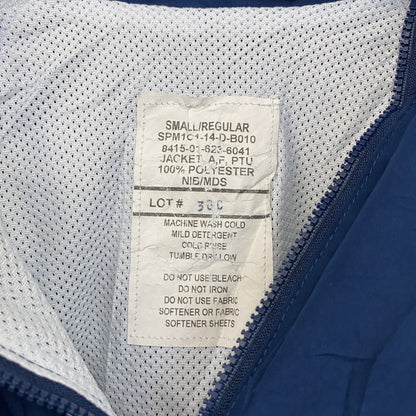 SMALL/REGULAR
SPM1C1-14-D-B010
8415-01-623-6041
JACKET, A,F, PTU
100% POLYESTER
NIB/MDS
LOT # 300
MACHINE WASH COLD
MILD DETERGENT
COLD RINSE
TUMBLE DRY LOW
DO NOT USE BLEACH
DO NOT IRON
DO NOT USE FABRIC
SOFTENER OR FABRIC
SOFTENER SHEETS